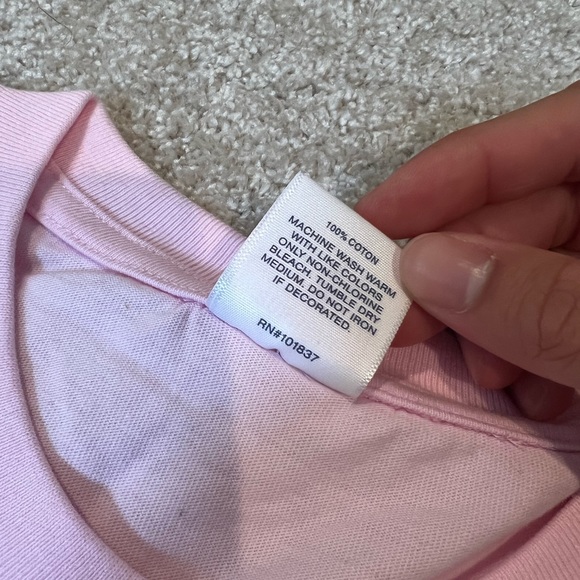 100% COTTON
MACHINE WASH WARM
WITH LIKE COLORS
ONLY NON-CHLORINE
BLEACH. TUMBLE DRY
MEDIUM. DO NOT IRON
IF DECORATED.
RN#101837